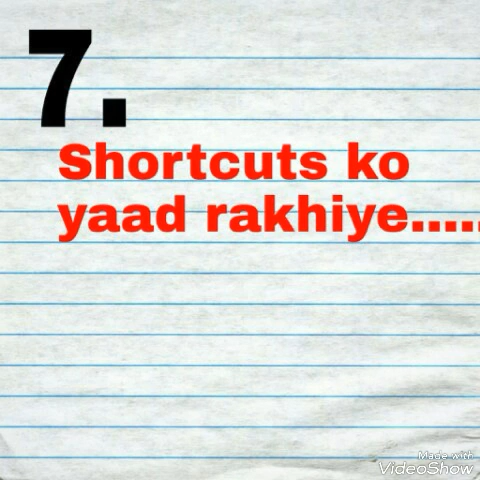 7.
Shortcuts ko
yaad rakhiye.....
Made with
VideoShow